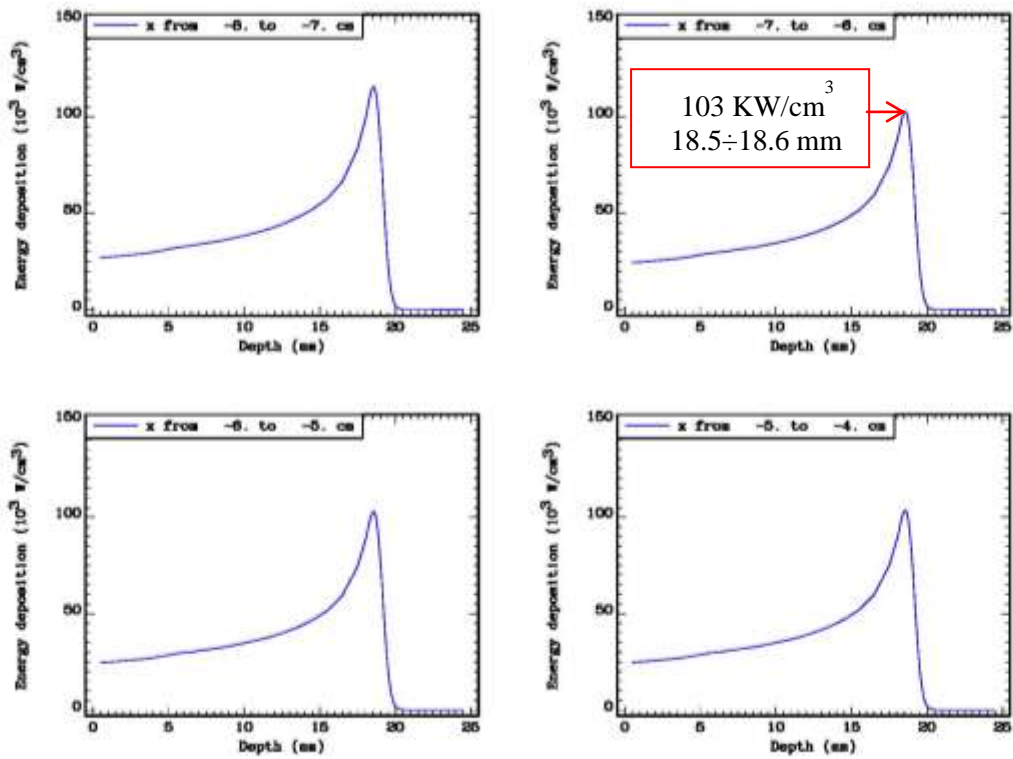 x from -8. to -7. cm
150
100
50
0
Energy deposition (10³ W/cm³)
0 5 10 15 20 25
Depth (mm)
x from -7. to -6. cm
103 KW/cm³
18.5÷18.6 mm
150
100
50
0
Energy deposition (10³ W/cm³)
0 5 10 15 20 25
Depth (mm)
x from -6. to -5. cm
150
100
50
0
Energy deposition (10³ W/cm³)
0 5 10 15 20 25
Depth (mm)
x from -5. to -4. cm
150
100
50
0
Energy deposition (10³ W/cm³)
0 5 10 15 20 25
Depth (mm)